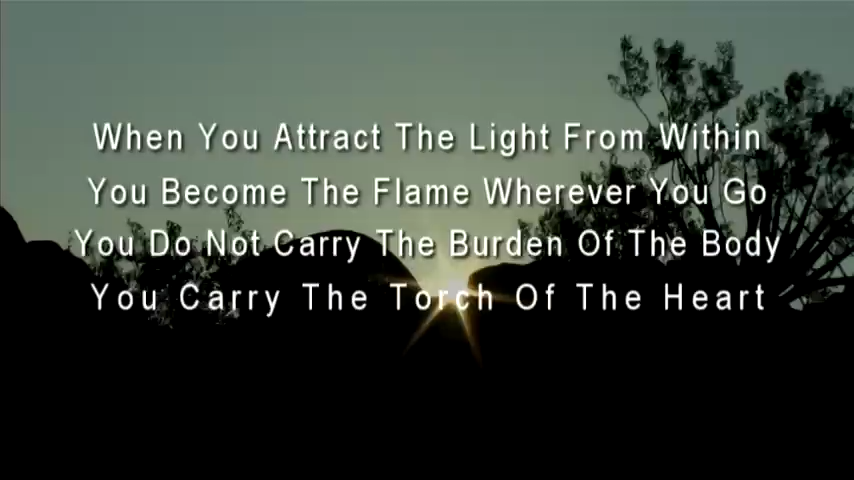 When You Attract The Light From Within
You Become The Flame Wherever You Go
You Do Not Carry The Burden Of The Body
You Carry The Torch Of The Heart